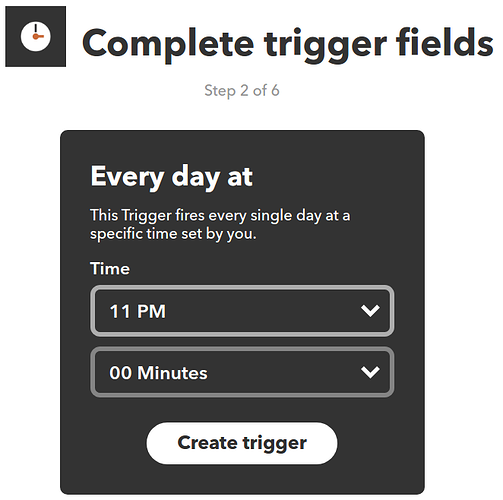 Complete trigger fields
Step 2 of 6
Every day at
This Trigger fires every single day at a
specific time set by you.
Time
11 PM
00 Minutes
Create trigger